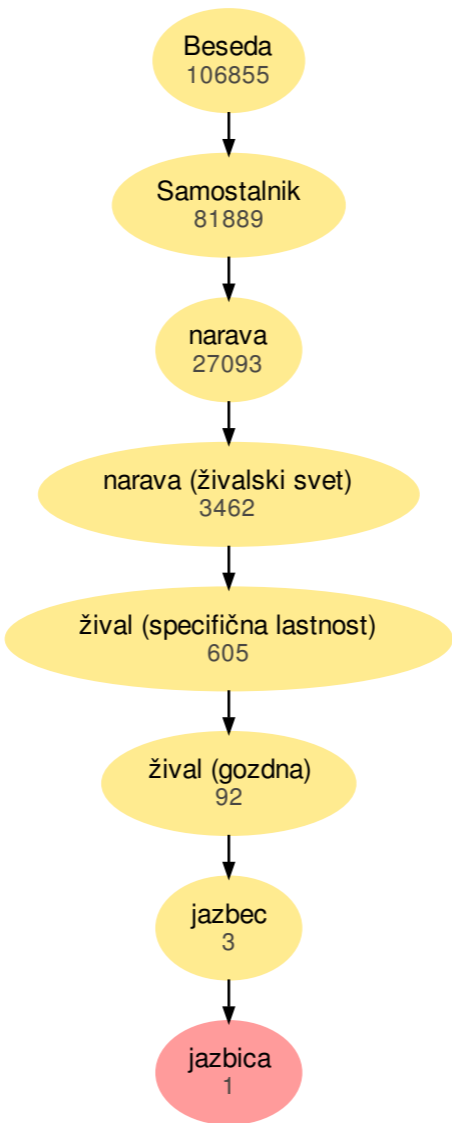 Beseda
106855
Samostalnik
81889
narava
27093
narava (živalski svet)
3462
žival (specifična lastnost)
605
žival (gozdna)
92
jazbec
3
jazbica
1